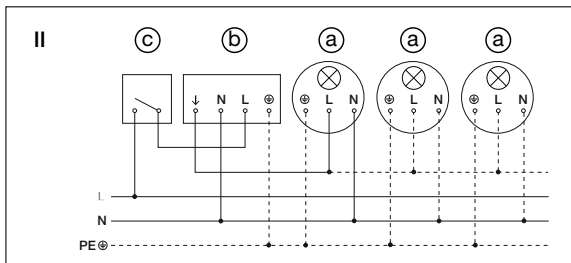 II c b a a a
↓ N L ⏚ ⏚ L N ⏚ L N ⏚ L N
L
N
PE ⏚